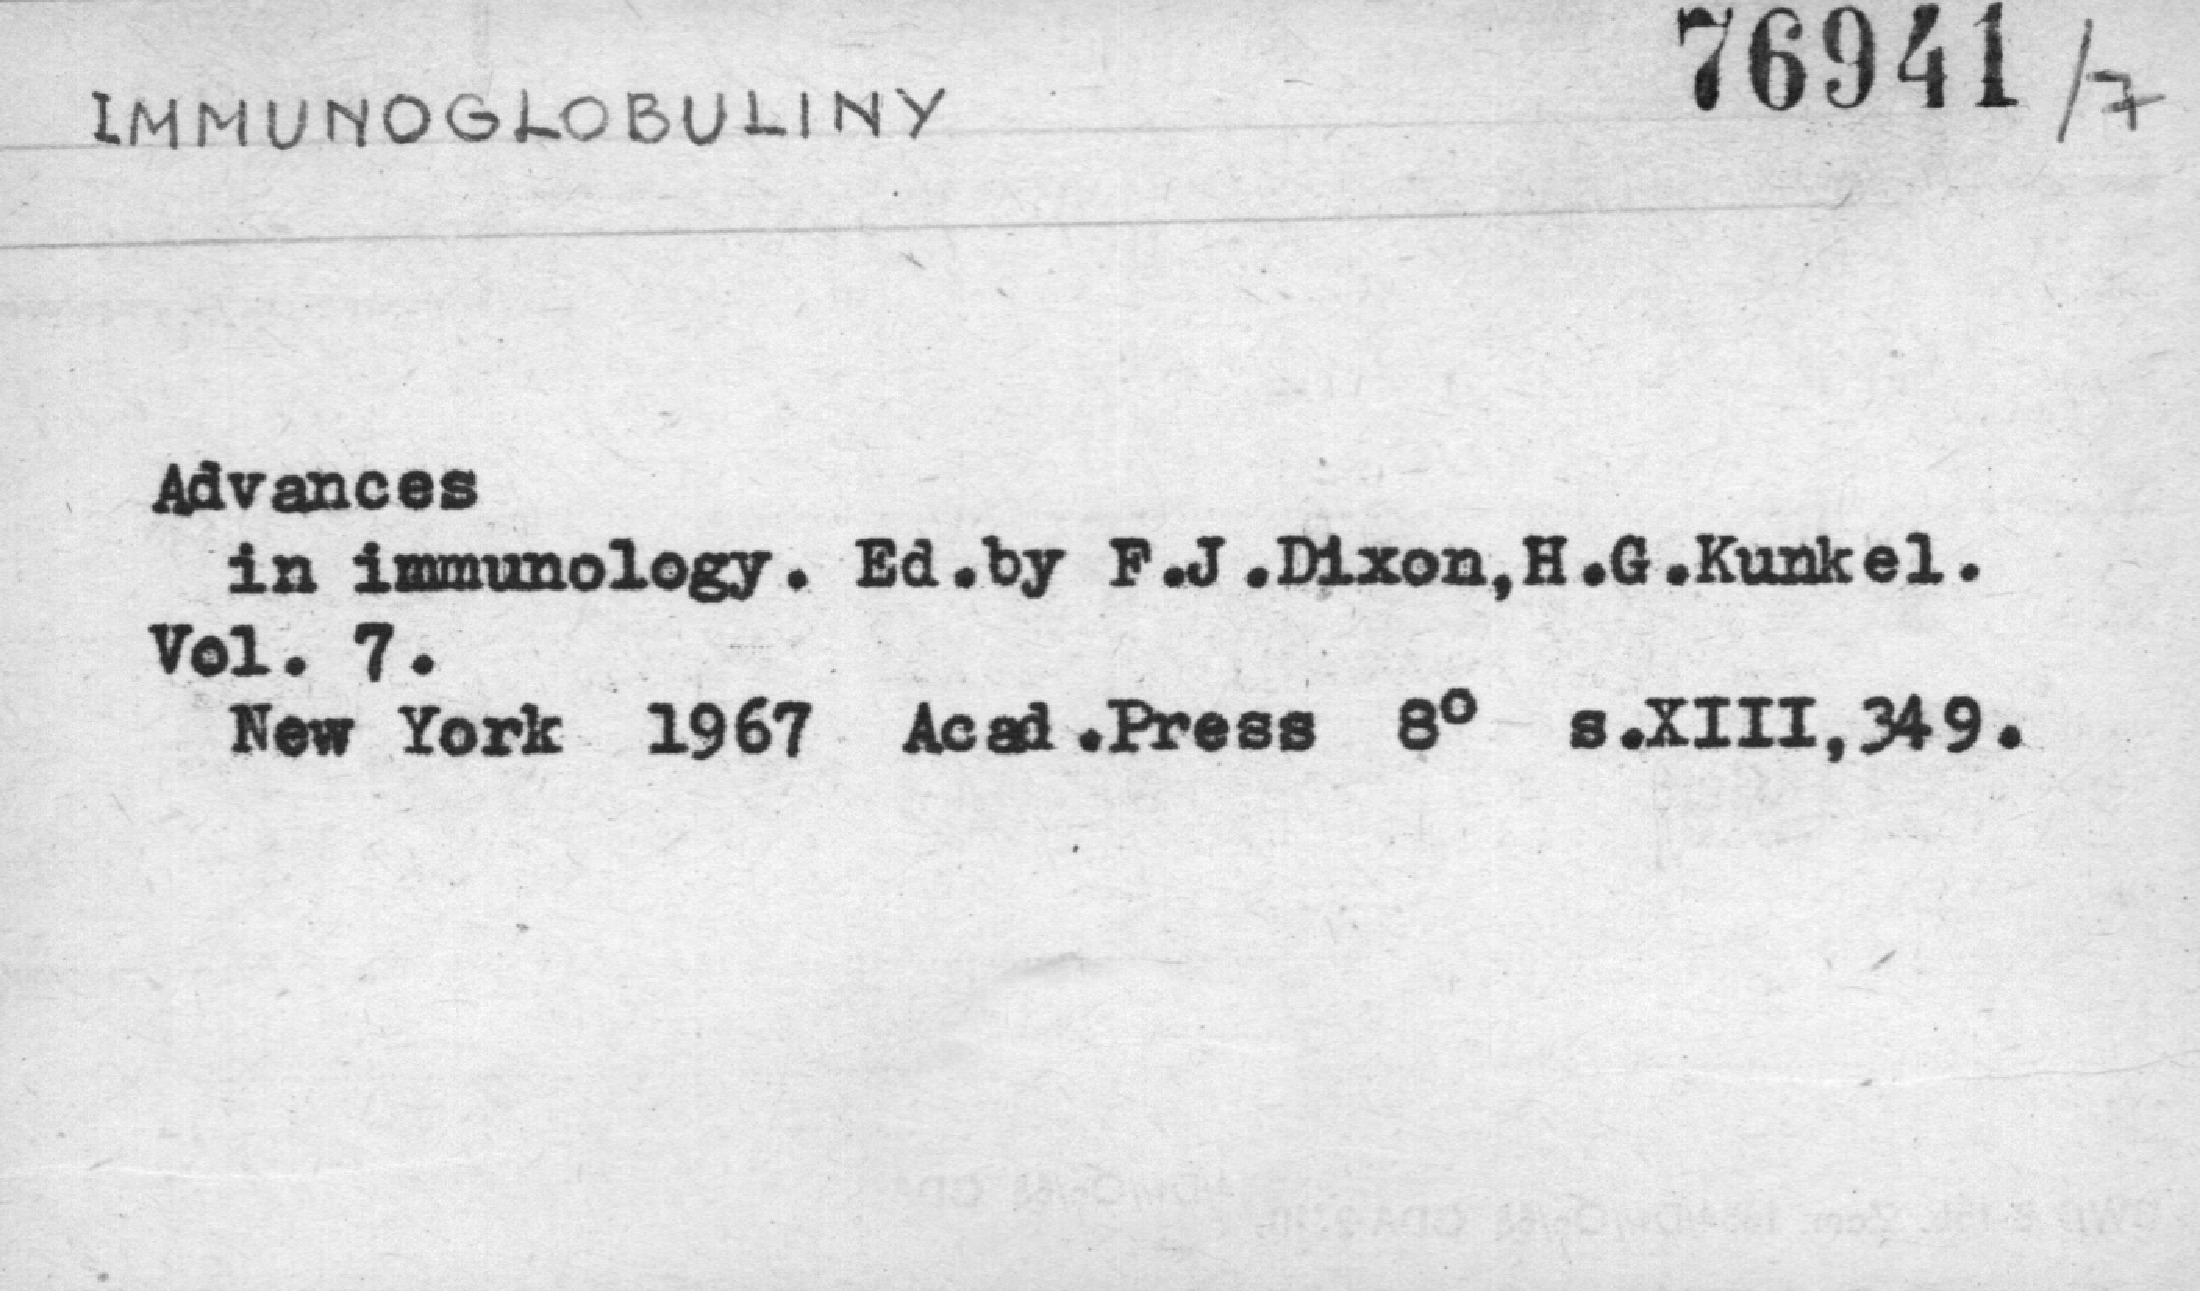 76941/7
IMMUNOGLOBULINY
Advances
in immunology. Ed.by F.J.Dixon,H.G.Kunkel.
Vol. 7.
New York 1967 Acad.Press 8º s.XIII,349.